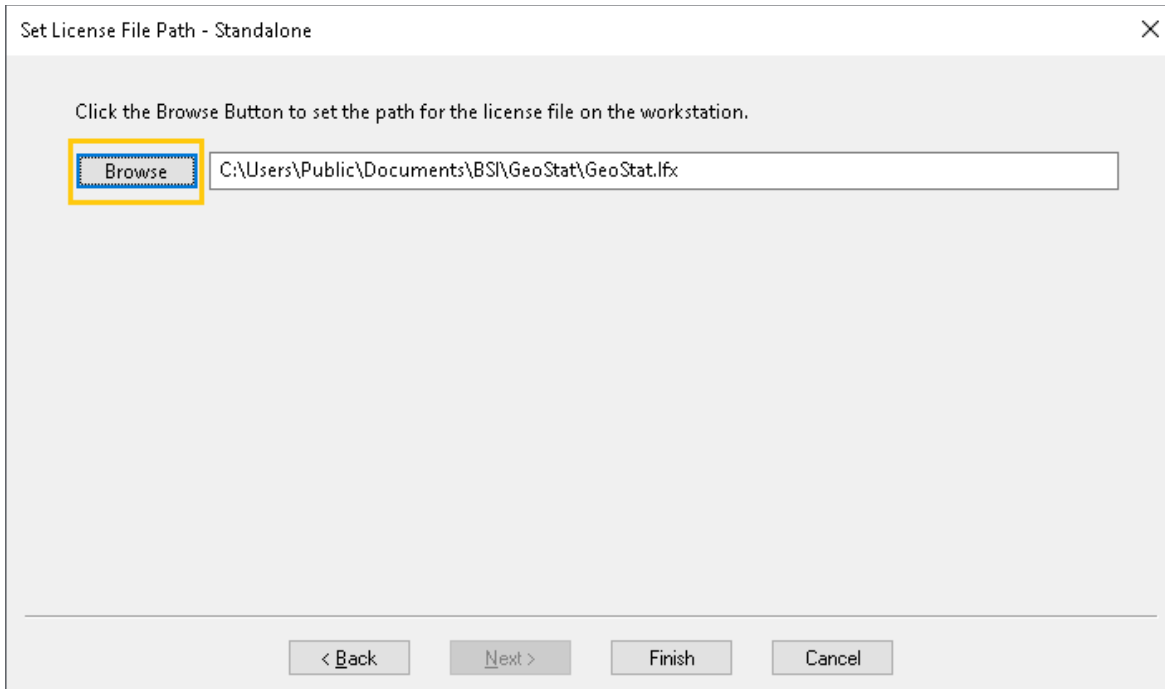 Set License File Path - Standalone
Click the Browse Button to set the path for the license file on the workstation.
Browse C:\Users\Public\Documents\BSI\GeoStat\GeoStat.lfx
< Back Next > Finish Cancel